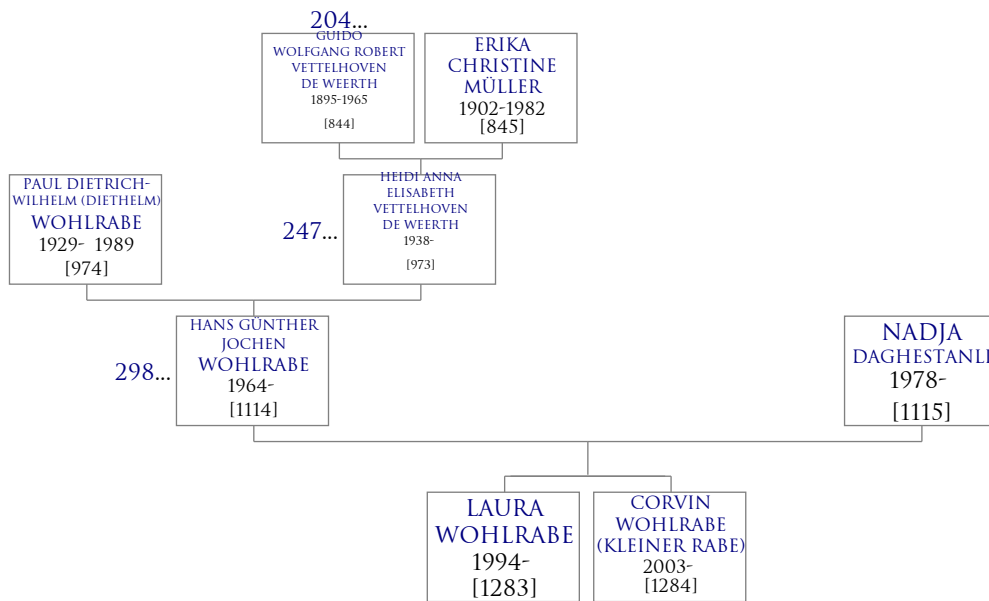 204...
GUIDO
WOLFGANG ROBERT
VETTELHOVEN
DE WEERTH
1895-1965
[844]
ERIKA
CHRISTINE
MÜLLER
1902-1982
[845]
PAUL DIETRICH-
WILHELM (DIETHELM)
WOHLRABE
1929- 1989
[974]
247...
HEIDI ANNA
ELISABETH
VETTELHOVEN
DE WEERTH
1938-
[973]
298...
HANS GÜNTHER
JOCHEN
WOHLRABE
1964-
[1114]
NADJA
DAGHESTANLI
1978-
[1115]
LAURA
WOHLRABE
1994-
[1283]
CORVIN
WOHLRABE
(KLEINER RABE)
2003-
[1284]